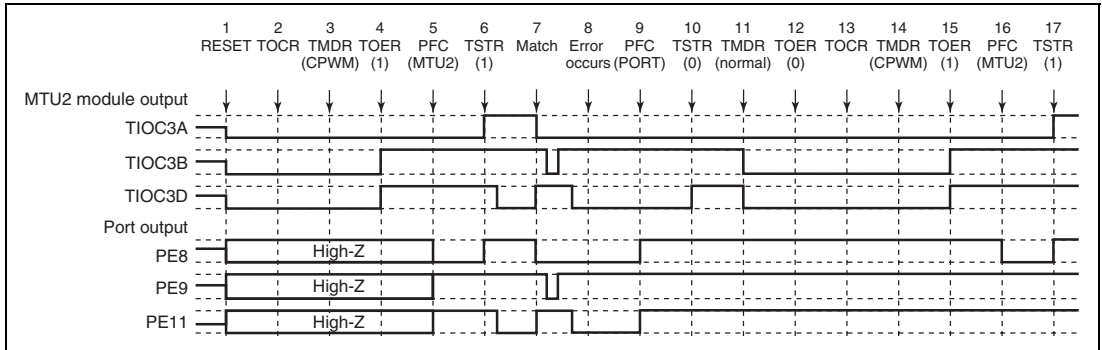 1 2 3 4 5 6 7 8 9 10 11 12 13 14 15 16 17
RESET TOCR TMDR TOER PFC TSTR Match Error PFC TSTR TMDR TOER TOCR TMDR TOER PFC TSTR
(CPWM) (1) (MTU2) (1) occurs (PORT) (0) (normal) (0) (CPWM) (1) (MTU2) (1)
MTU2 module output
TIOC3A
TIOC3B
TIOC3D
Port output
PE8 High-Z
PE9 High-Z
PE11 High-Z